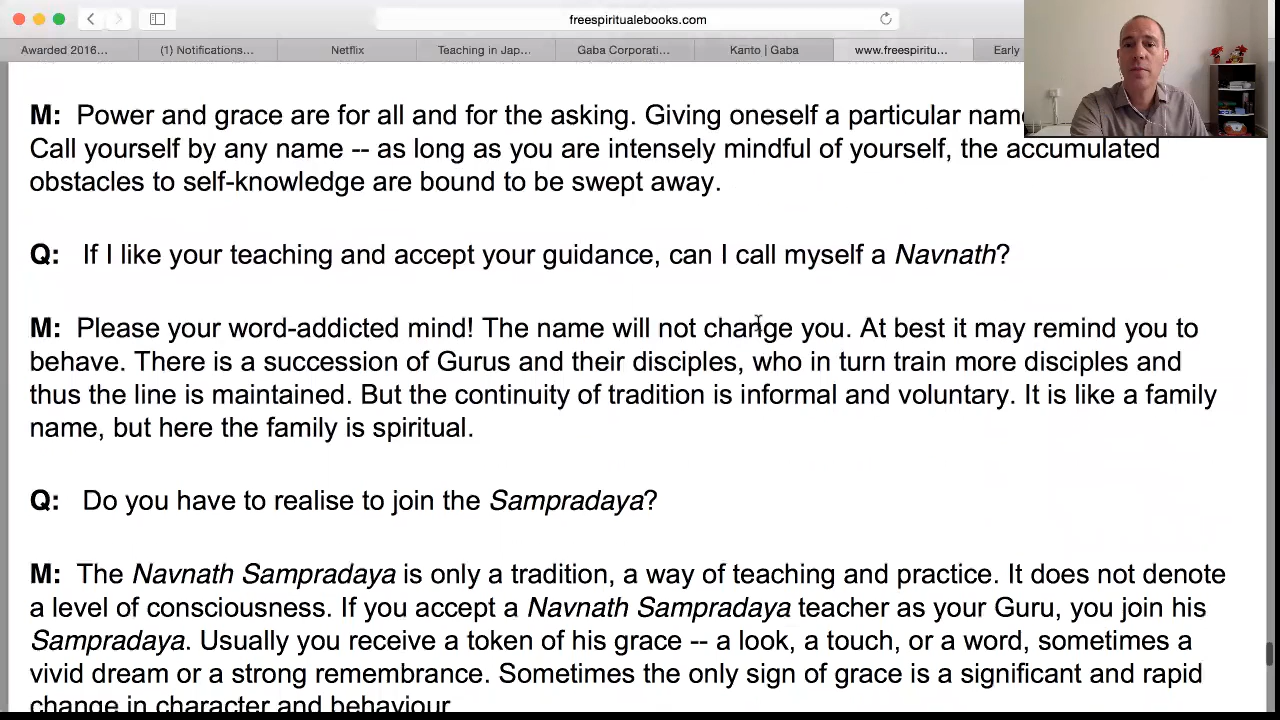 freespiritualebooks.com
Awarded 2016...
(1) Notifications...
Netflix
Teaching in Jap...
Gaba Corporati...
Kanto | Gaba
www.freespiritu...
Early
M: Power and grace are for all and for the asking. Giving oneself a particular name
Call yourself by any name -- as long as you are intensely mindful of yourself, the accumulated
obstacles to self-knowledge are bound to be swept away.
Q: If I like your teaching and accept your guidance, can I call myself a Navnath?
M: Please your word-addicted mind! The name will not change you. At best it may remind you to
behave. There is a succession of Gurus and their disciples, who in turn train more disciples and
thus the line is maintained. But the continuity of tradition is informal and voluntary. It is like a family
name, but here the family is spiritual.
Q: Do you have to realise to join the Sampradaya?
M: The Navnath Sampradaya is only a tradition, a way of teaching and practice. It does not denote
a level of consciousness. If you accept a Navnath Sampradaya teacher as your Guru, you join his
Sampradaya. Usually you receive a token of his grace -- a look, a touch, or a word, sometimes a
vivid dream or a strong remembrance. Sometimes the only sign of grace is a significant and rapid
change in character and behaviour